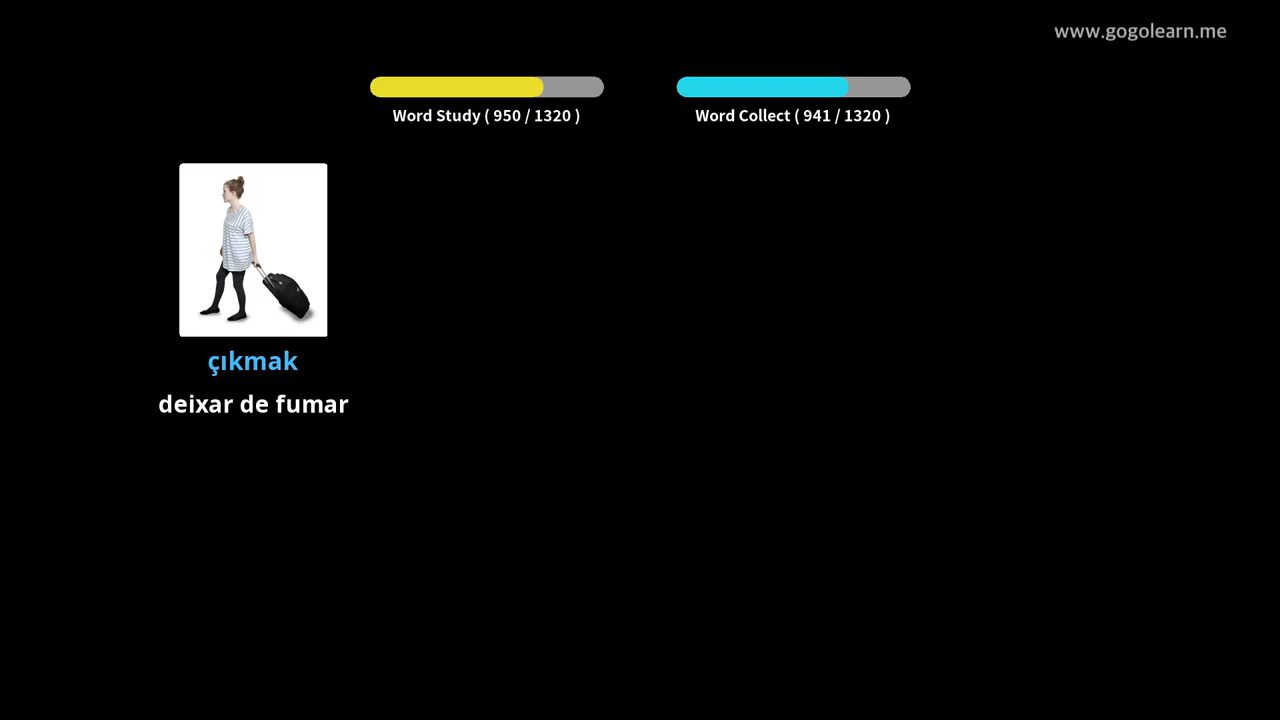 www.gogolearn.me
Word Study ( 950 / 1320 )
Word Collect ( 941 / 1320 )
çıkmak
deixar de fumar